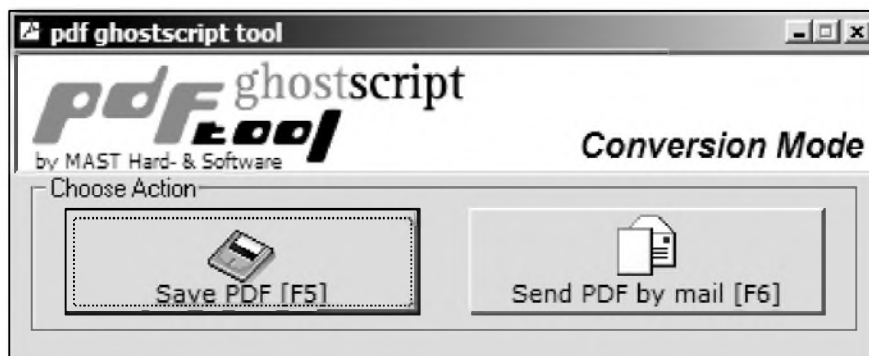 pdf ghostscript tool
pdf ghostscript
tool
by MAST Hard- & Software
Conversion Mode
Choose Action
Save PDF [F5]
Send PDF by mail [F6]